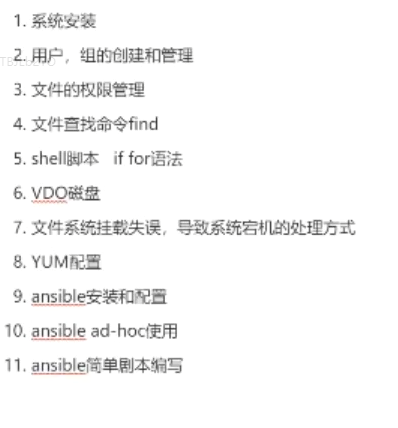 1. 系统安装
2. 用户，组的创建和管理
3. 文件的权限管理
4. 文件查找命令find
5. shell脚本 if for语法
6. VDO磁盘
7. 文件系统挂载失误，导致系统宕机的处理方式
8. YUM配置
9. ansible安装和配置
10. ansible ad-hoc使用
11. ansible简单剧本编写